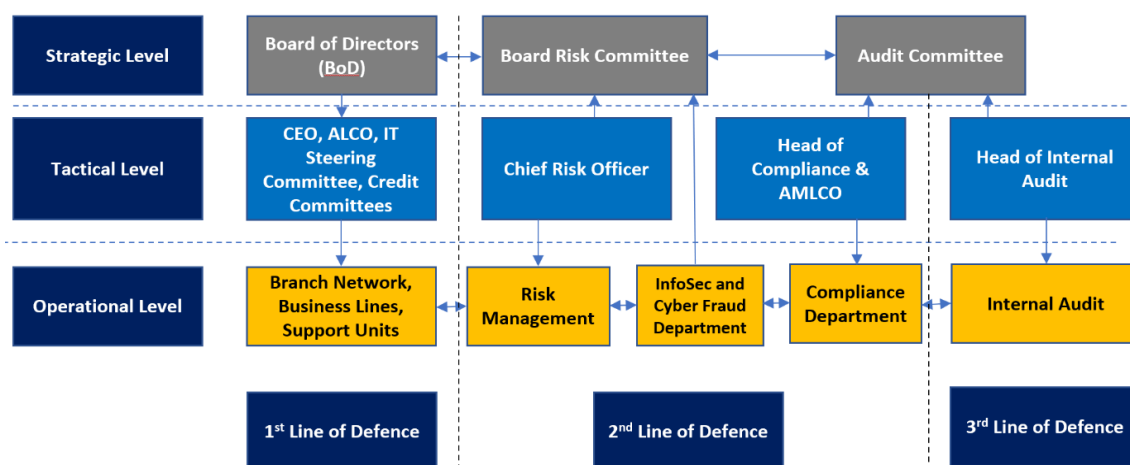 Strategic Level
Board of Directors
(BoD)
Board Risk Committee
Audit Committee
Tactical Level
CEO, ALCO, IT
Steering
Committee, Credit
Committees
Chief Risk Officer
Head of
Compliance &
AMLCO
Head of Internal
Audit
Operational Level
Branch Network,
Business Lines,
Support Units
Risk
Management
InfoSec and
Cyber Fraud
Department
Compliance
Department
Internal Audit
1st Line of Defence
2nd Line of Defence
3rd Line of Defence